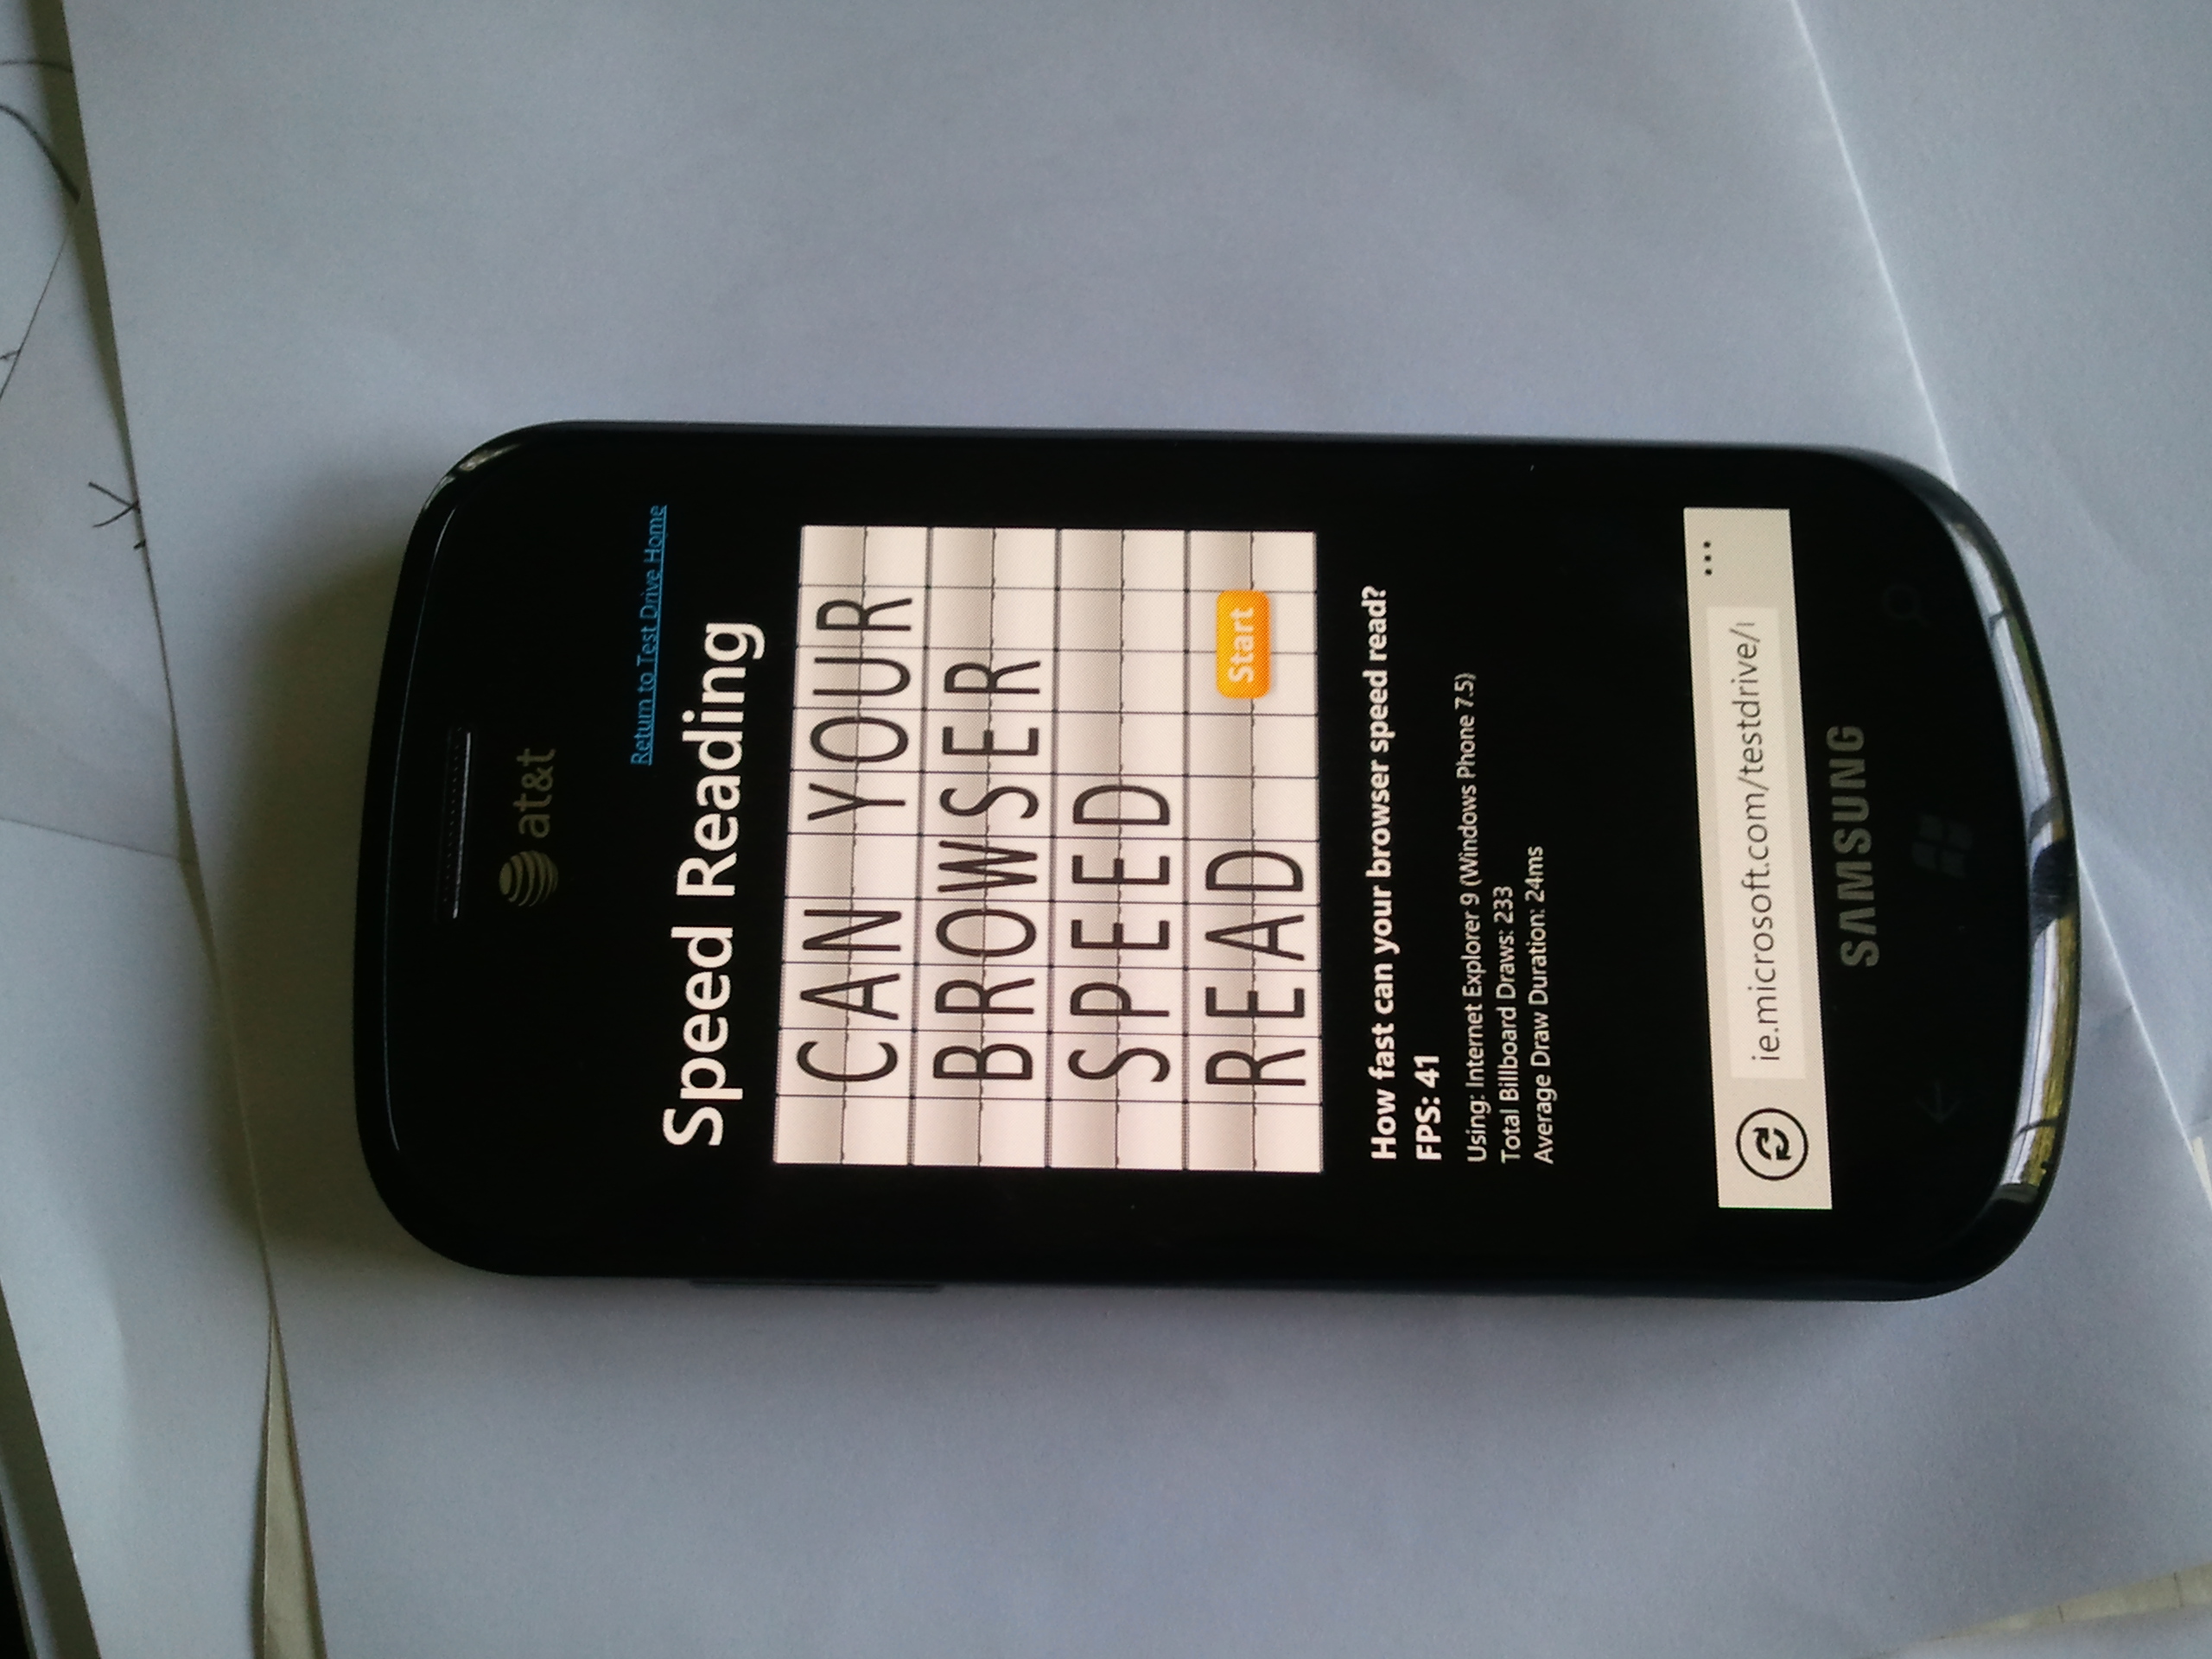 at&t
Return to Test Drive Home
Speed Reading
CAN YOUR
BROWSER
SPEED
READ
Start
How fast can your browser speed read?
FPS: 41
Using: Internet Explorer 9 (Windows Phone 7.5)
Total Billboard Draws: 233
Average Draw Duration: 24ms
ie.microsoft.com/testdrive/
...
SAMSUNG